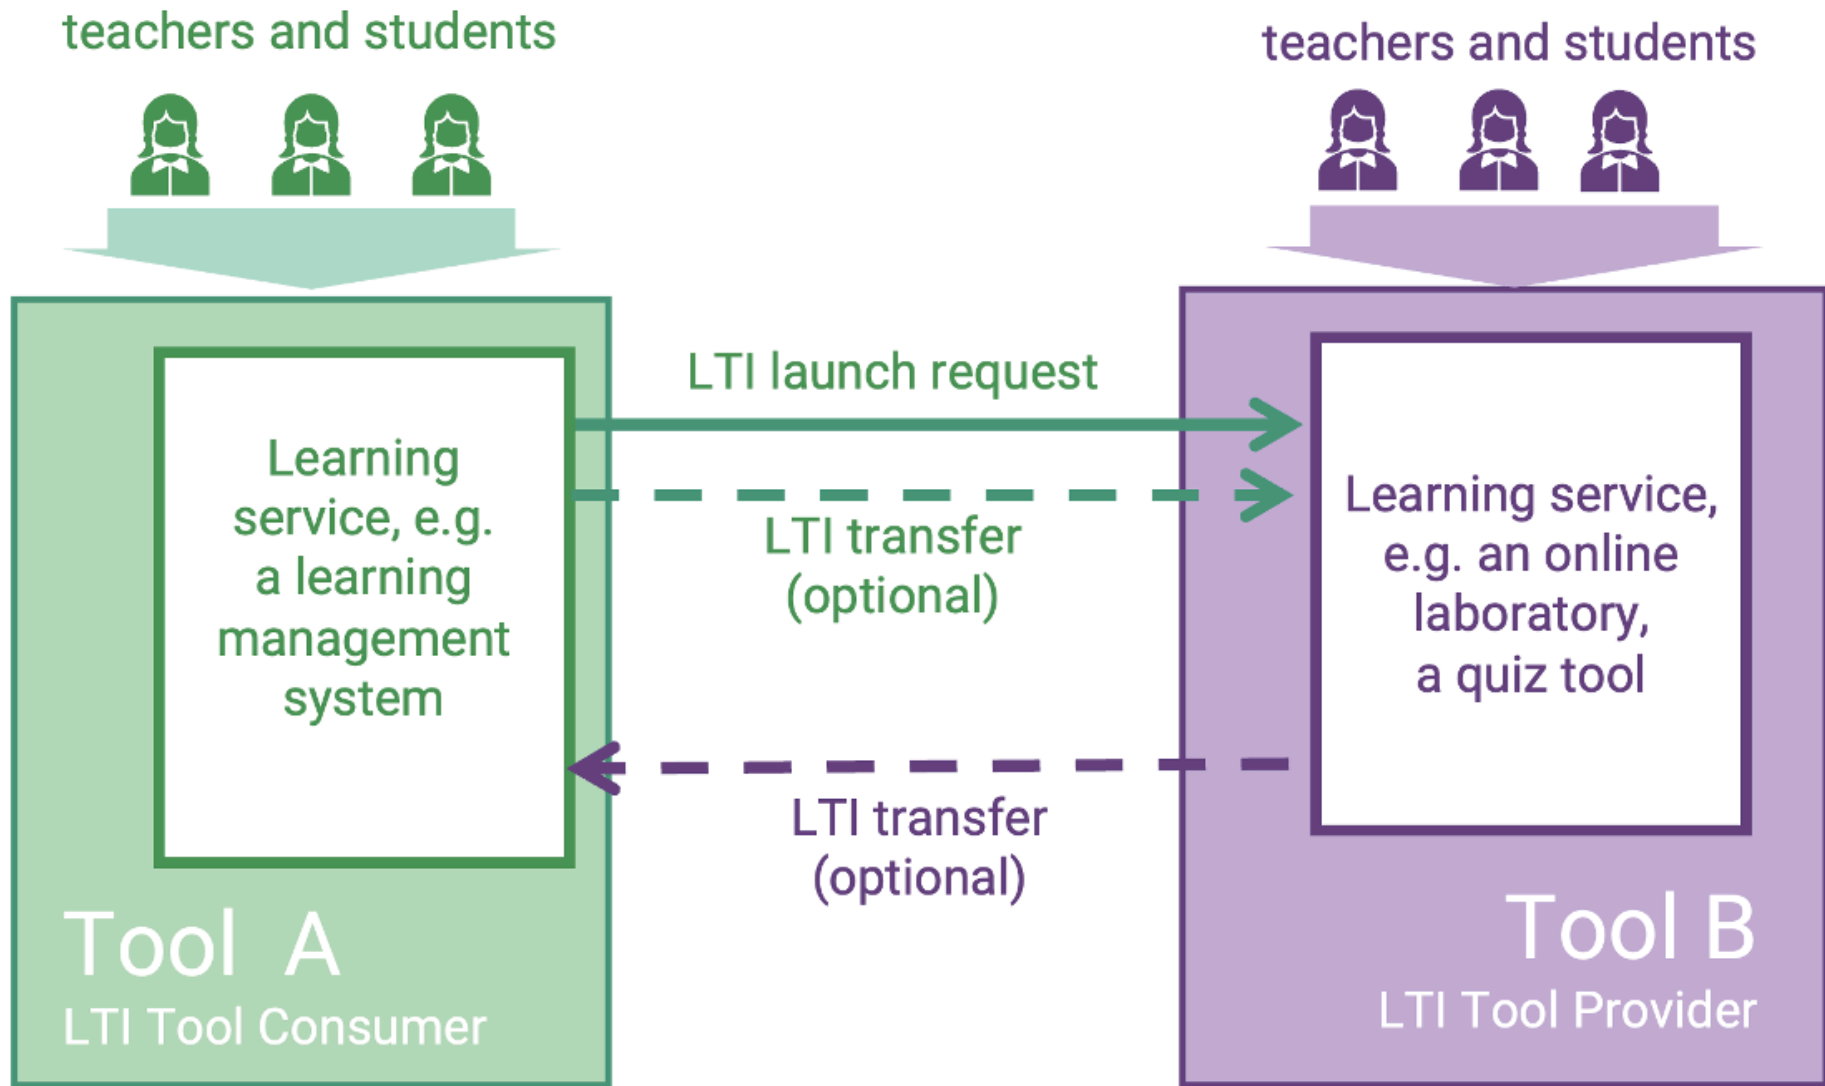 teachers and students
teachers and students
LTI launch request
Learning
service, e.g.
a learning
management
system
LTI transfer
(optional)
Learning service,
e.g. an online
laboratory,
a quiz tool
LTI transfer
(optional)
Tool A
LTI Tool Consumer
Tool B
LTI Tool Provider